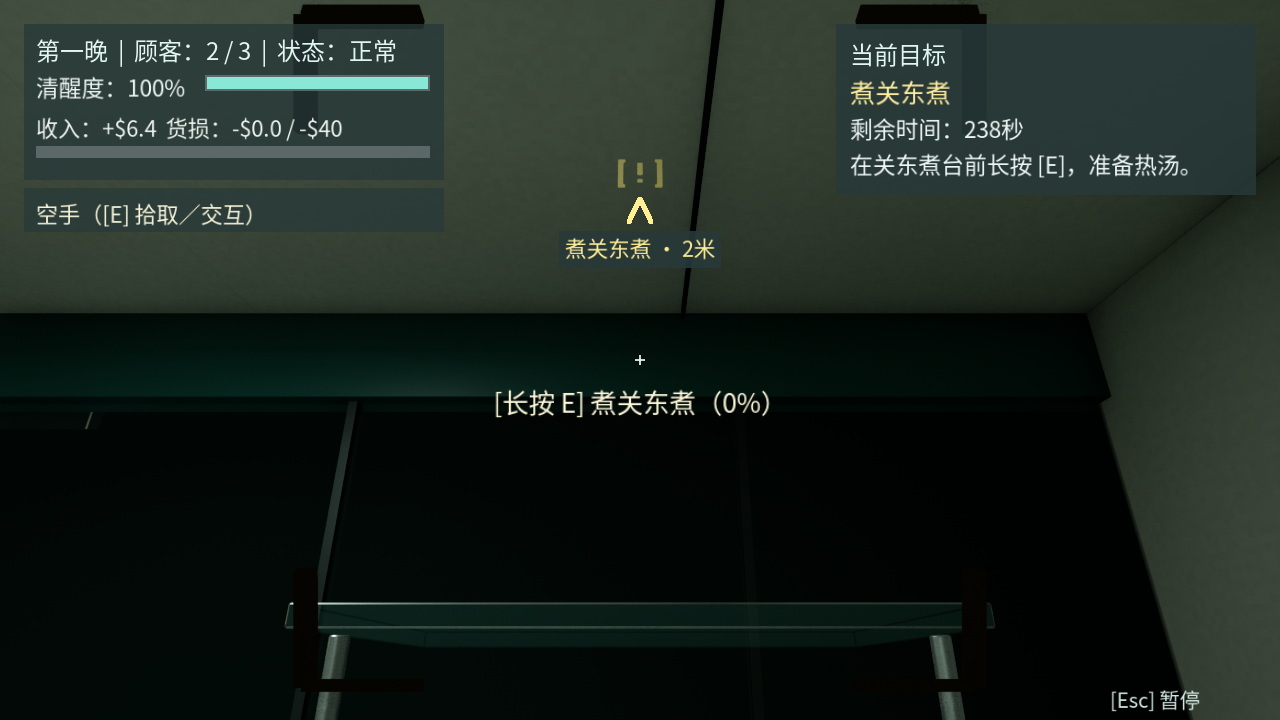 第一晚｜顾客：2 / 3｜状态：正常
清醒度：100%
收入：+$6.4 货损：-$0.0 / -$40
空手（[E] 拾取／交互）
当前目标
煮关东煮
剩余时间：238秒
在关东煮台前长按 [E]，准备热汤。
[ ! ]
煮关东煮 · 2米
[长按 E] 煮关东煮（0%）
[Esc] 暂停